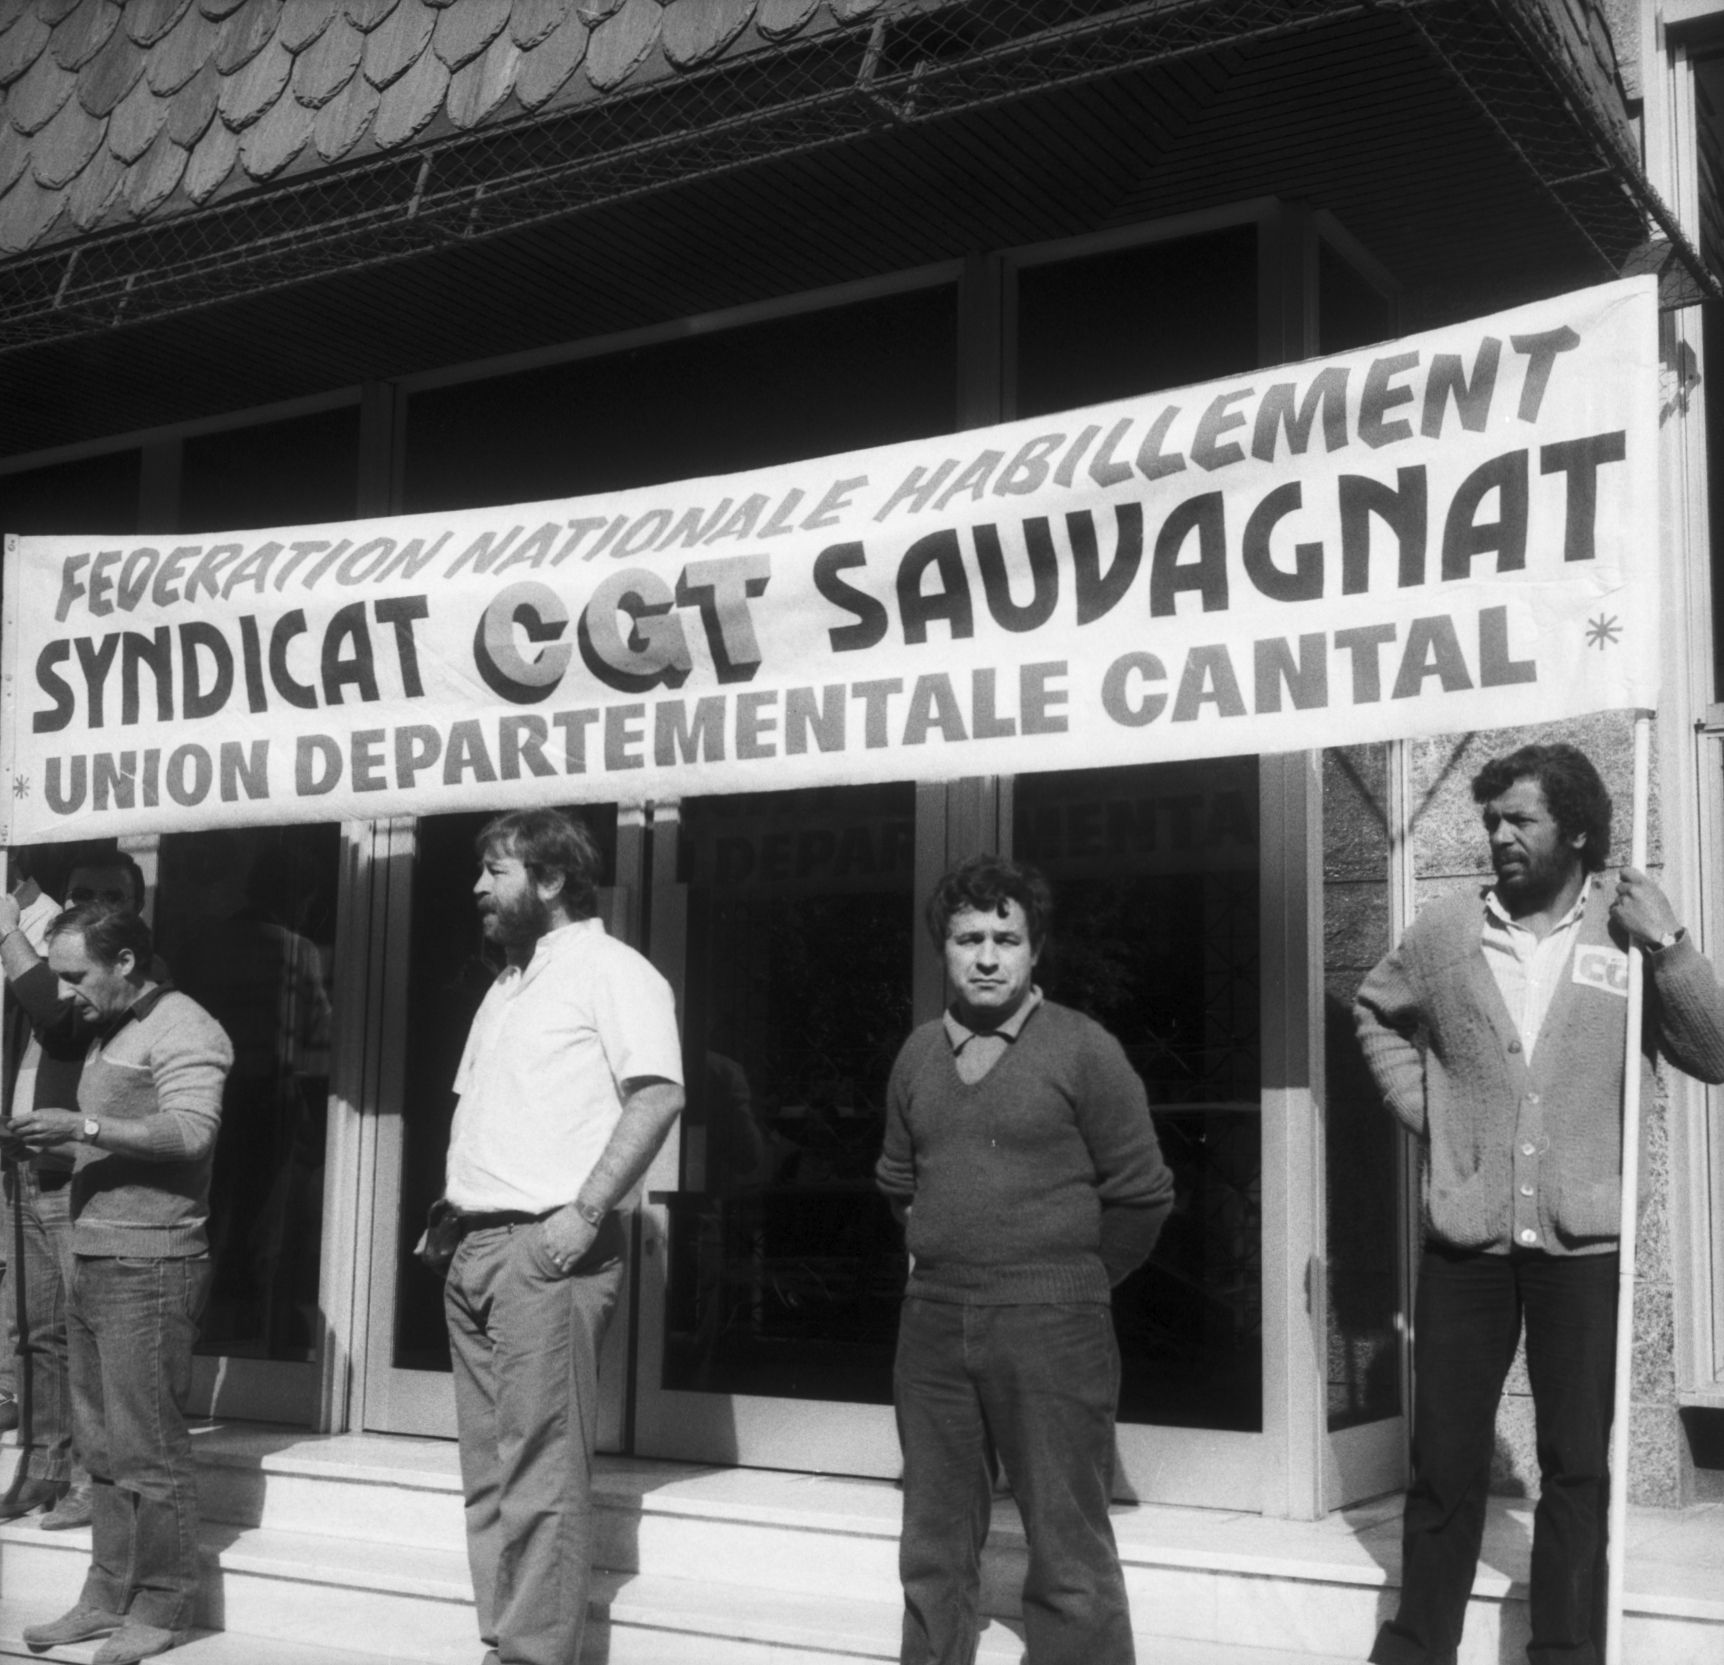 FEDERATION NATIONALE HABILLEMENT
SYNDICAT CGT SAUVAGNAT
* UNION DEPARTEMENTALE CANTAL *